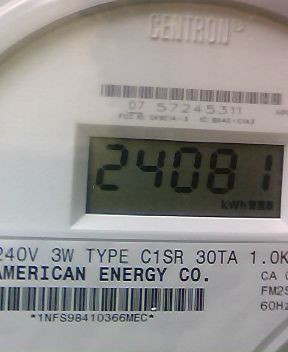 CENTRON®
07 57245311
24081
kWh
240V 3W TYPE C1SR 30TA 1.0K
AMERICAN ENERGY CO.
CA
FM2S
60Hz
*1NFS98410366MEC*